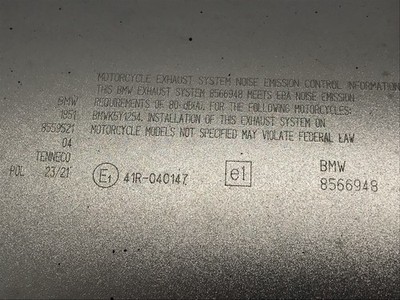 MOTORCYCLE EXHAUST SYSTEM NOISE EMISSION CONTROL INFORMATION
THIS BMW EXHAUST SYSTEM 8566948 MEETS EPA NOISE EMISSION
REQUIREMENTS OF 80 dB(A), FOR THE FOLLOWING MOTORCYCLES:
BMWK61254. INSTALLATION OF THIS EXHAUST SYSTEM ON
MOTORCYCLE MODELS NOT SPECIFIED MAY VIOLATE FEDERAL LAW
BMW
1851
8559521
04
TENNECO
POL 23/21
E1 41R-040147
e1
BMW
8566948